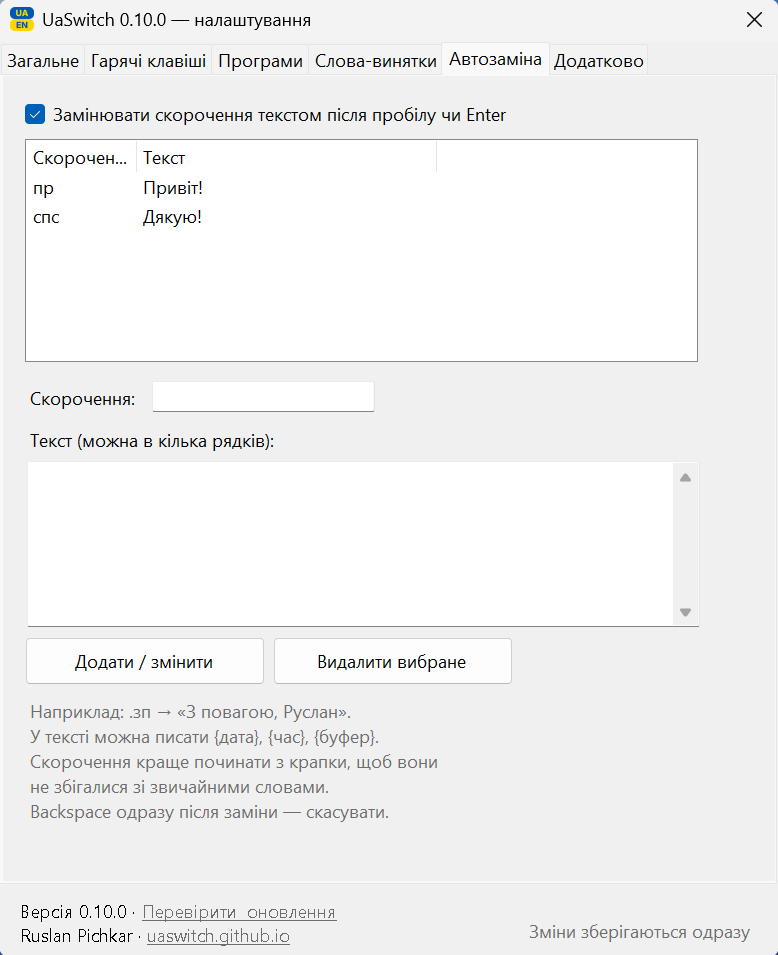 UA
EN
UaSwitch 0.10.0 — налаштування
Загальне Гарячі клавіші Програми Слова-винятки Автозаміна Додатково
Замінювати скорочення текстом після пробілу чи Enter
Скорочен... Текст
пр Привіт!
спс Дякую!
Скорочення:
Текст (можна в кілька рядків):
Додати / змінити Видалити вибране
Наприклад: .зп → «З повагою, Руслан».
У тексті можна писати {дата}, {час}, {буфер}.
Скорочення краще починати з крапки, щоб вони
не збігалися зі звичайними словами.
Backspace одразу після заміни — скасувати.
Версія 0.10.0 · Перевірити оновлення
Ruslan Pichkar · uaswitch.github.io
Зміни зберігаються одразу